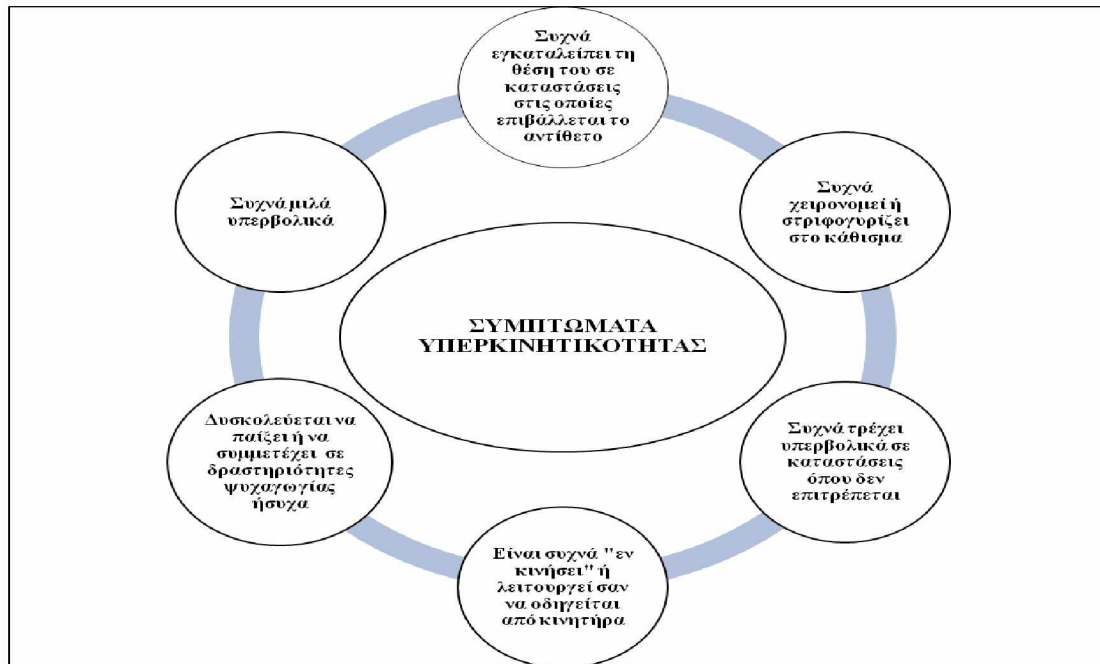 Συχνά
εγκαταλείπει τη
θέση του σε
καταστάσεις
στις οποίες
επιβάλλεται το
αντίθετο
Συχνά
χειρονομεί ή
στριφογυρίζει
στο κάθισμα
Συχνά τρέχει
υπερβολικά σε
καταστάσεις
όπου δεν
επιτρέπεται
Είναι συχνά "εν
κινήσει" ή
λειτουργεί σαν
να οδηγείται
από κινητήρα
Δυσκολεύεται να
παίξει ή να
συμμετέχει σε
δραστηριότητες
ψυχαγωγίας
ήσυχα
Συχνά μιλά
υπερβολικά
ΣΥΜΠΤΩΜΑΤΑ
ΥΠΕΡΚΙΝΗΤΙΚΟΤΗΤΑΣ